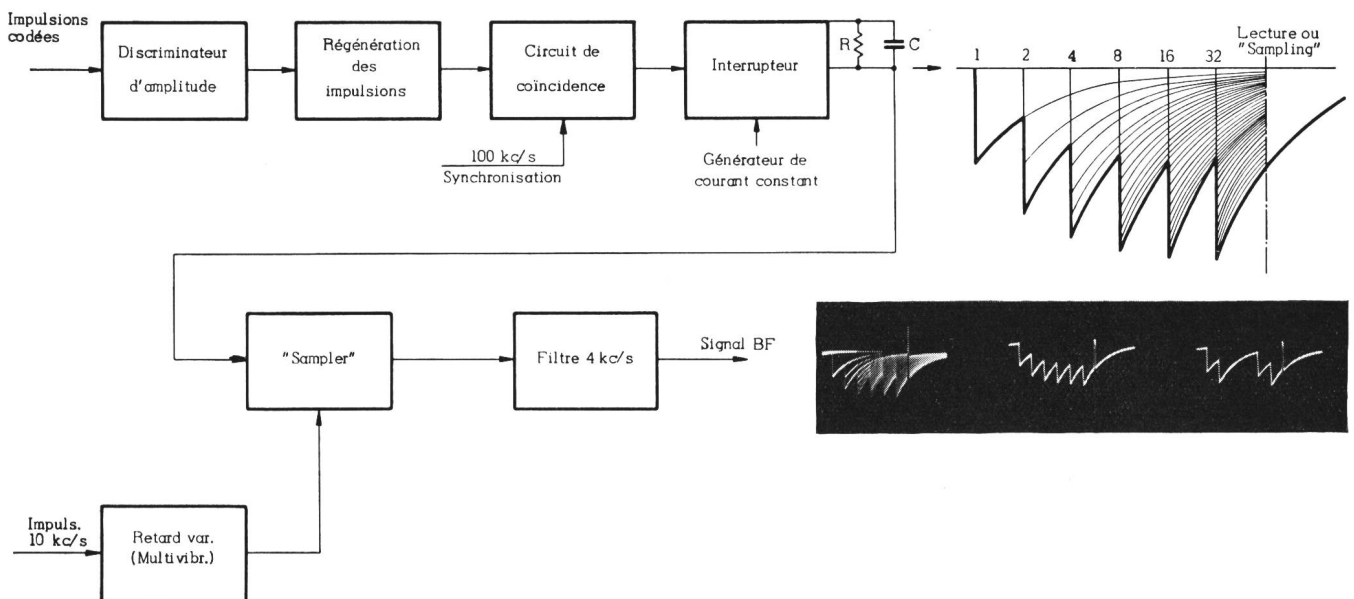 Impulsions
codées
Discriminateur
d'amplitude
Régénération
des
impulsions
Circuit de
coïncidence
Interrupteur
R
C
100 kc/s
Synchronisation
Générateur de
courant constant
Lecture ou
"Sampling"
1 2 4 8 16 32
"Sampler"
Filtre 4 kc/s
Signal BF
Impuls.
10 kc/s
Retard var.
(Multivibr.)